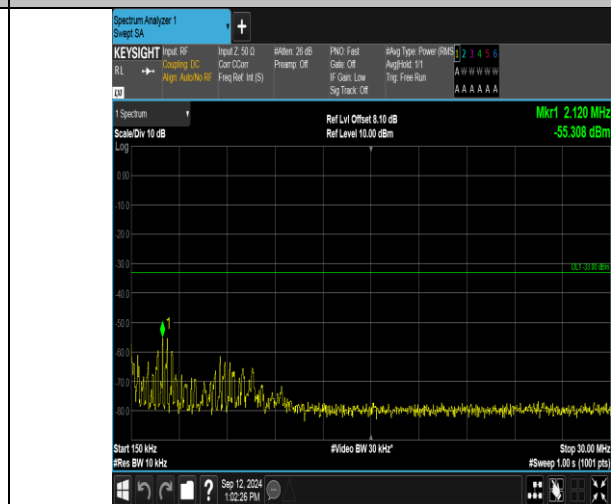 Spectrum Analyzer 1
Swept SA
+
KEYSIGHT Input: RF Input Z: 50 Ω #Atten: 26 dB PNO: Fast #Avg Type: Power (RMS 1 2 3 4 5 6
RL Coupling: DC Corr CCorr Preamp: Off Gate: Off Avg|Hold: 1/1 A W W W W W
Align: Auto/No RF Freq Ref: Int (S) IF Gain: Low Trig: Free Run
LXI Sig Track: Off A A A A A A
1 Spectrum Ref Lvl Offset 8.10 dB Mkr1 2.120 MHz
Scale/Div 10 dB Ref Level 10.00 dBm -55.308 dBm
Log
0.00
-10.0
-20.0
-30.0
DL1 -33.00 dBm
-40.0
-50.0
1
-60.0
-70.0
-80.0
Start 150 kHz #Video BW 30 kHz* Stop 30.00 MHz
#Res BW 10 kHz #Sweep 1.00 s (1001 pts)
? Sep 12, 2024
1:02:26 PM